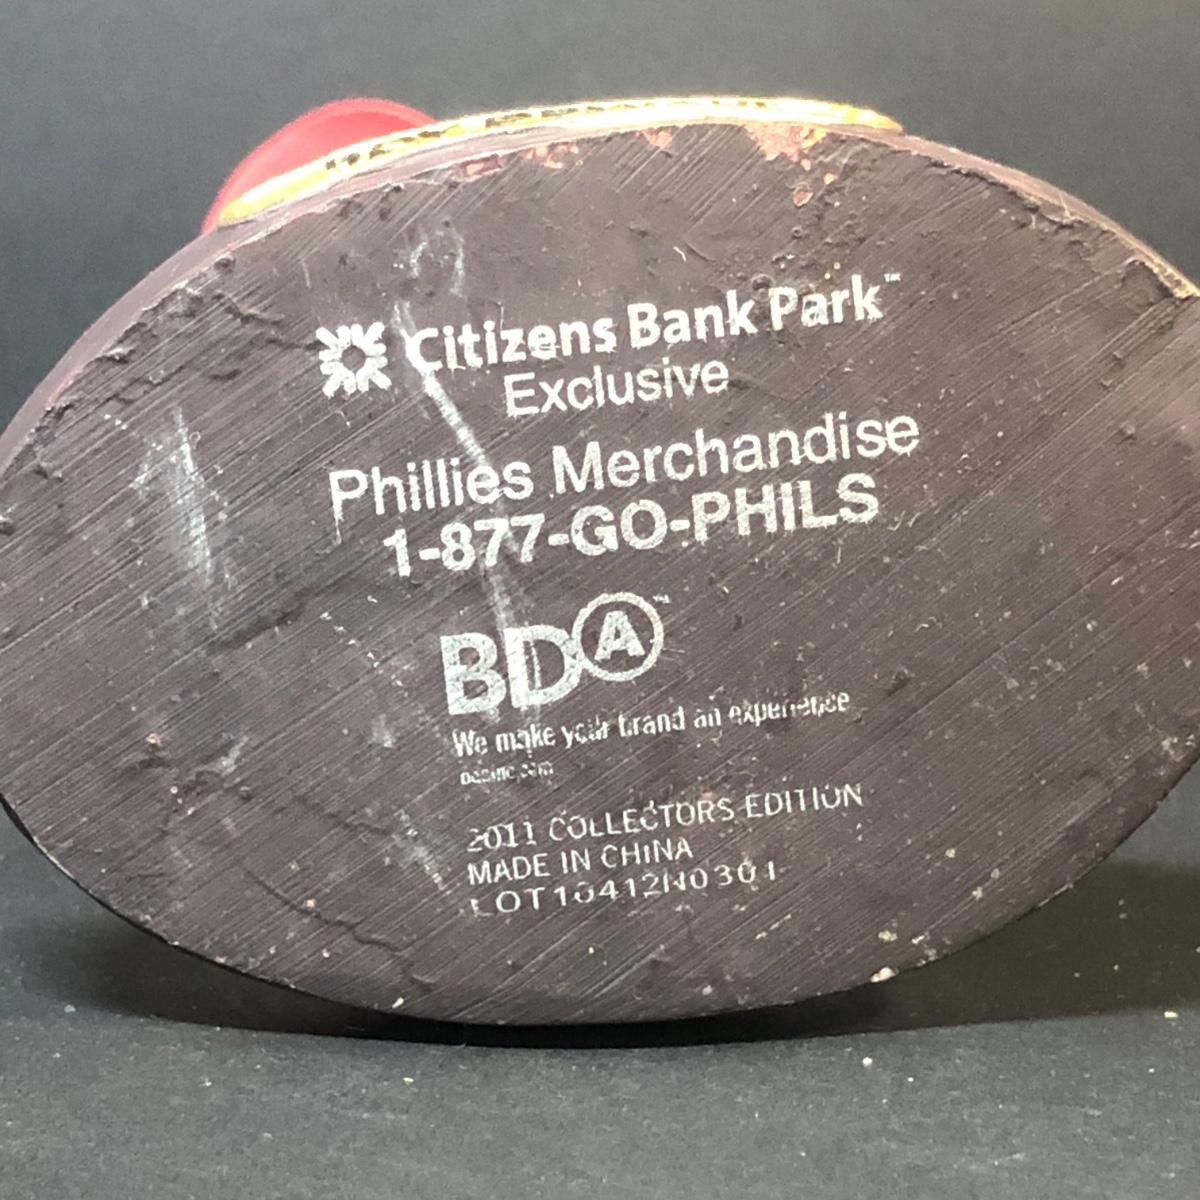 Citizens Bank Park™
Exclusive
Phillies Merchandise
1-877-GO-PHILS
BDA™
We make your brand an experience
2011 COLLECTORS EDITION
MADE IN CHINA